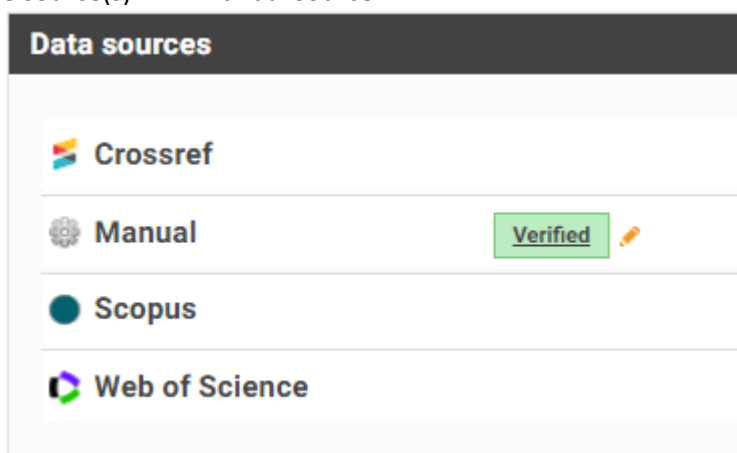 Data sources
Crossref
Manual Verified
Scopus
Web of Science